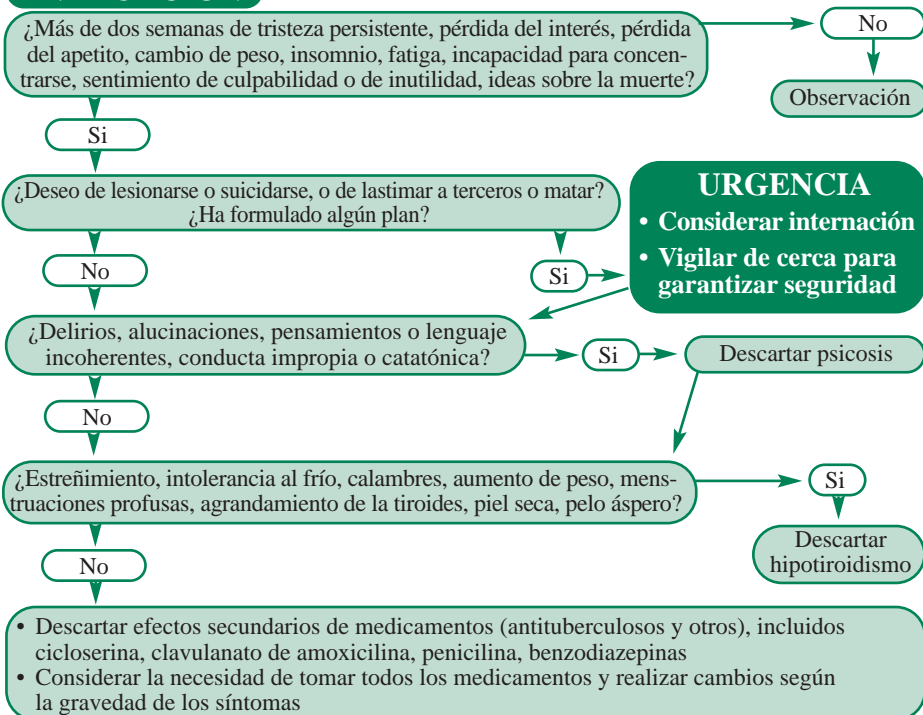 ¿Más de dos semanas de tristeza persistente, pérdida del interés, pérdida
del apetito, cambio de peso, insomnio, fatiga, incapacidad para concen-
trarse, sentimiento de culpabilidad o de inutilidad, ideas sobre la muerte?
No
Observación
Si
¿Deseo de lesionarse o suicidarse, o de lastimar a terceros o matar?
¿Ha formulado algún plan?
URGENCIA
• Considerar internación
• Vigilar de cerca para
garantizar seguridad
No
Si
¿Delirios, alucinaciones, pensamientos o lenguaje
incoherentes, conducta impropia o catatónica?
Si
Descartar psicosis
No
¿Estreñimiento, intolerancia al frío, calambres, aumento de peso, mens-
truaciones profusas, agrandamiento de la tiroides, piel seca, pelo áspero?
Si
Descartar
hipotiroidismo
No
• Descartar efectos secundarios de medicamentos (antituberculosos y otros), incluidos
cicloserina, clavulanato de amoxicilina, penicilina, benzodiazepinas
• Considerar la necesidad de tomar todos los medicamentos y realizar cambios según
la gravedad de los síntomas